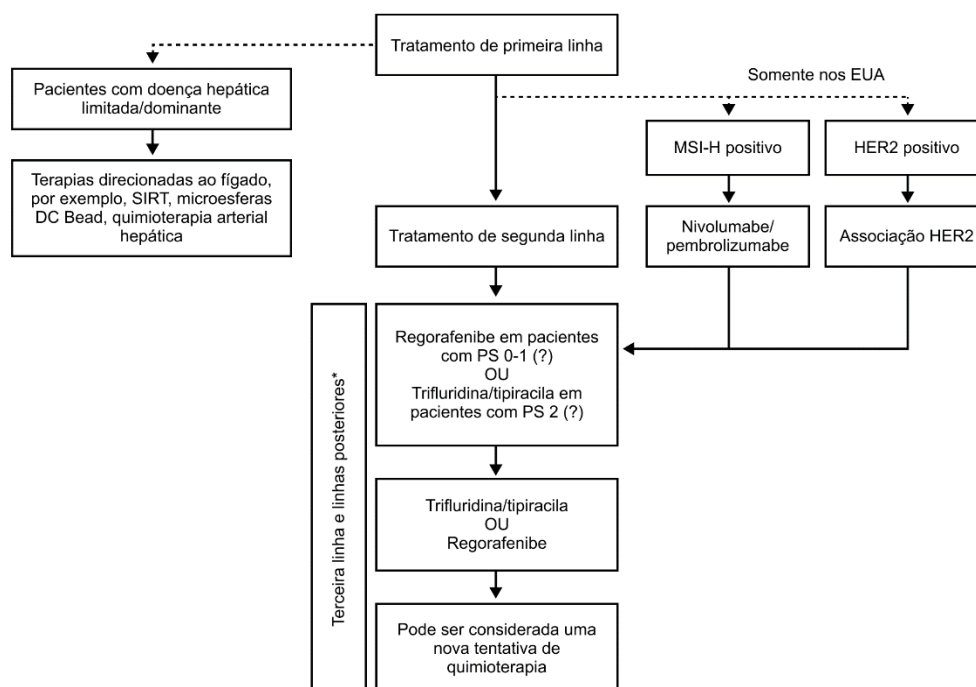 Tratamento de primeira linha
Pacientes com doença hepática
limitada/dominante
Terapias direcionadas ao fígado,
por exemplo, SIRT, microesferas
DC Bead, quimioterapia arterial
hepática
Somente nos EUA
MSI-H positivo
HER2 positivo
Nivolumabe/
pembrolizumabe
Associação HER2
Tratamento de segunda linha
Terceira linha e linhas posteriores*
Regorafenibe em pacientes
com PS 0-1 (?)
OU
Trifluridina/tipiracila em
pacientes com PS 2 (?)
Trifluridina/tipiracila
OU
Regorafenibe
Pode ser considerada uma
nova tentativa de
quimioterapia